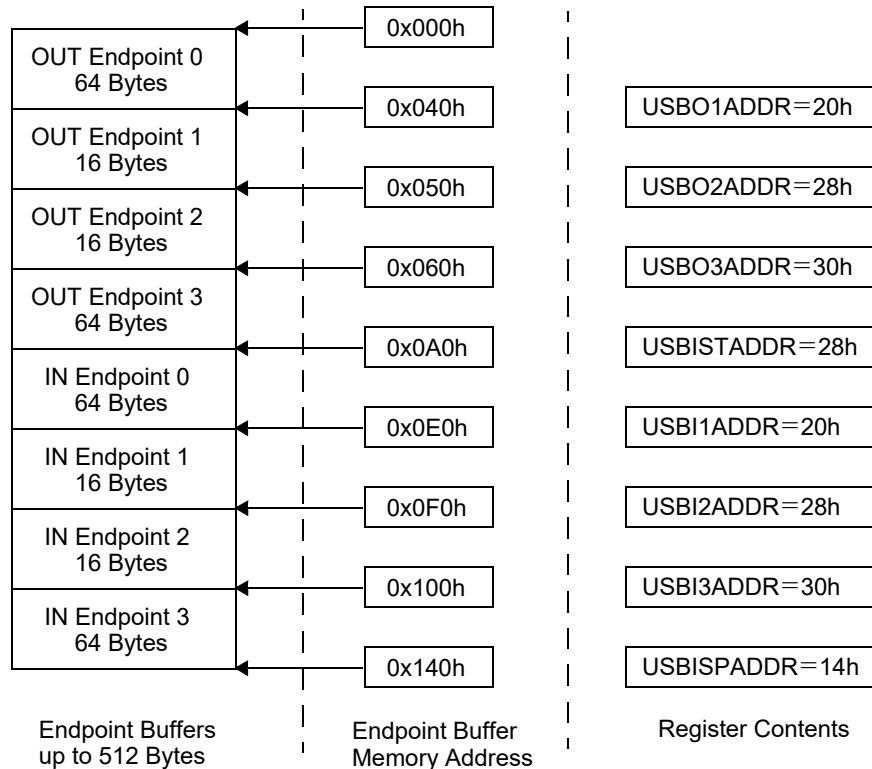 0x000h
OUT Endpoint 0
64 Bytes
0x040h
USBO1ADDR=20h
OUT Endpoint 1
16 Bytes
0x050h
USBO2ADDR=28h
OUT Endpoint 2
16 Bytes
0x060h
USBO3ADDR=30h
OUT Endpoint 3
64 Bytes
0x0A0h
USBISTADDR=28h
IN Endpoint 0
64 Bytes
0x0E0h
USBI1ADDR=20h
IN Endpoint 1
16 Bytes
0x0F0h
USBI2ADDR=28h
IN Endpoint 2
16 Bytes
0x100h
USBI3ADDR=30h
IN Endpoint 3
64 Bytes
0x140h
USBISPADDR=14h
Endpoint Buffers
up to 512 Bytes
Endpoint Buffer
Memory Address
Register Contents